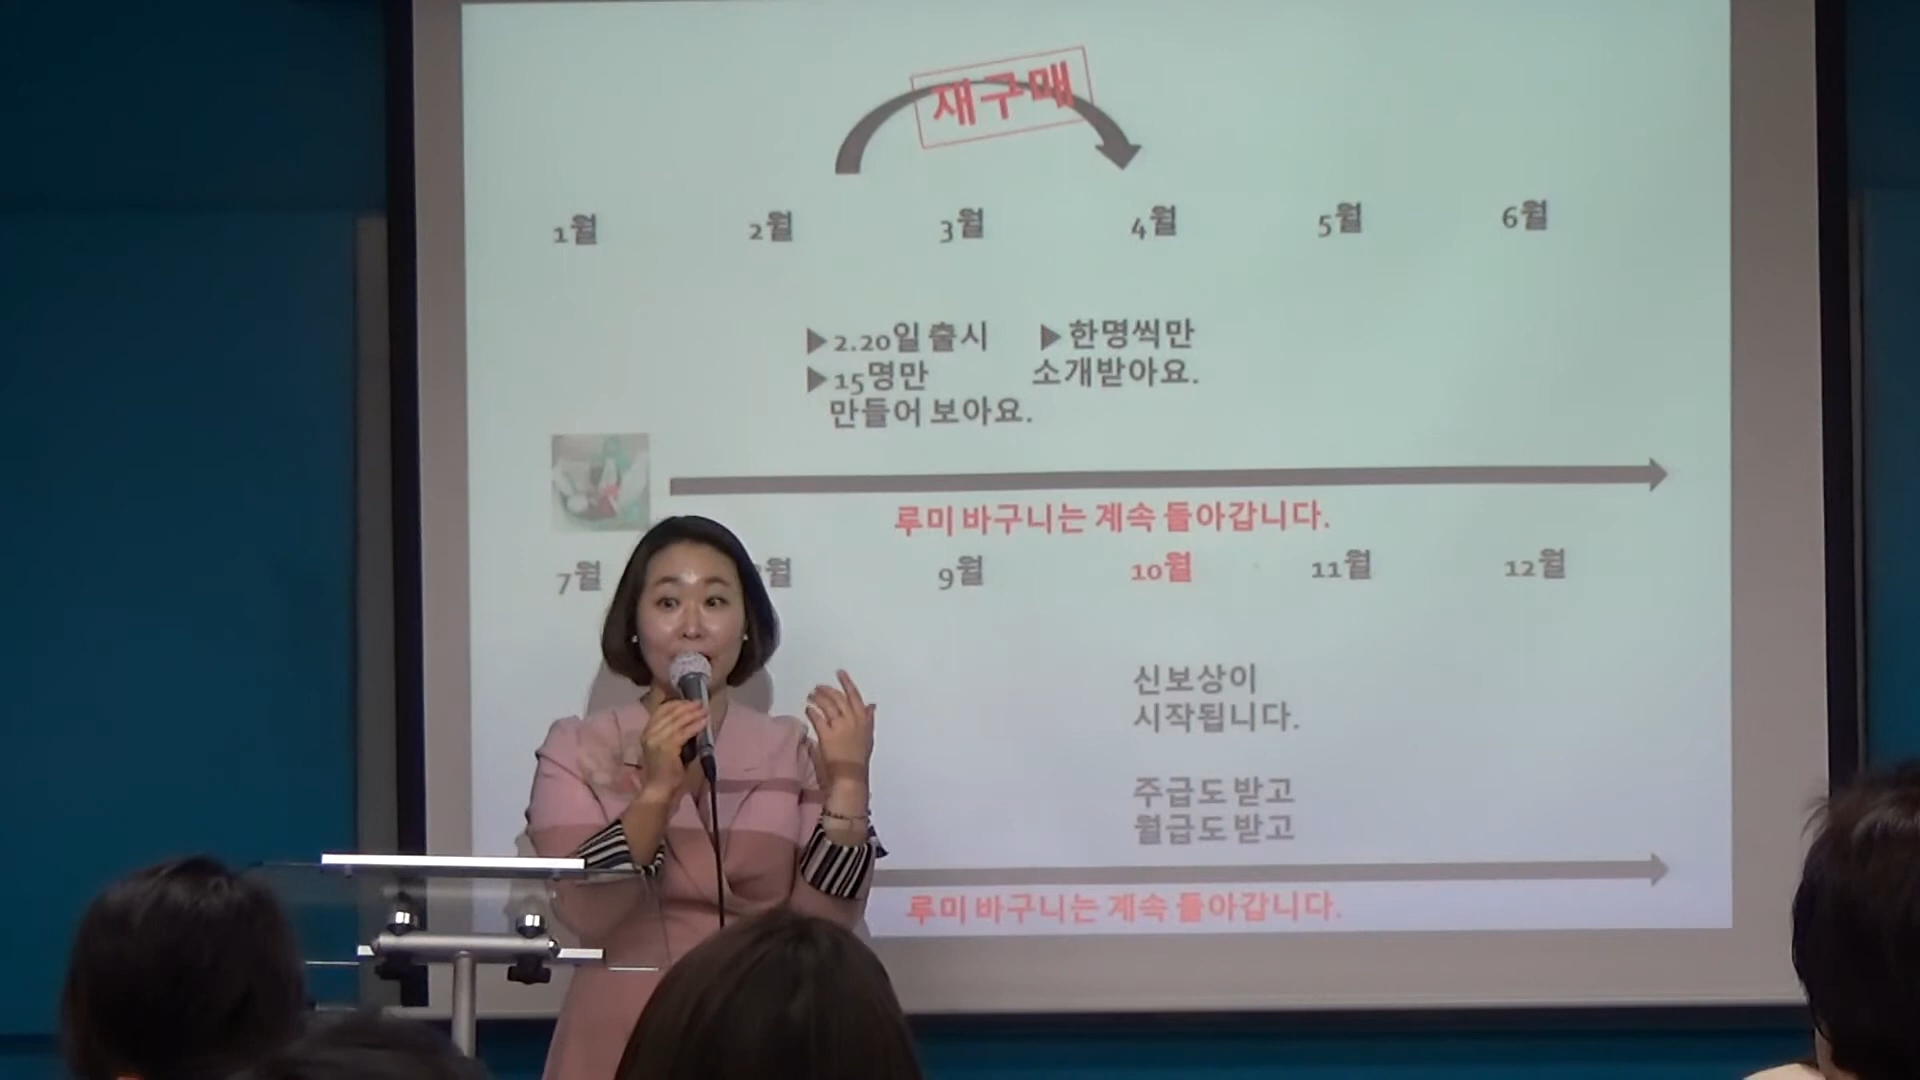 재구매
1월 2월 3월 4월 5월 6월
▶2.20일 출시
▶15명만
만들어 보아요.
▶한명씩만
소개받아요.
루미 바구니는 계속 돌아갑니다.
7월 월 9월 10월 11월 12월
신보상이
시작됩니다.
주급도 받고
월급도 받고
루미 바구니는 계속 돌아갑니다.